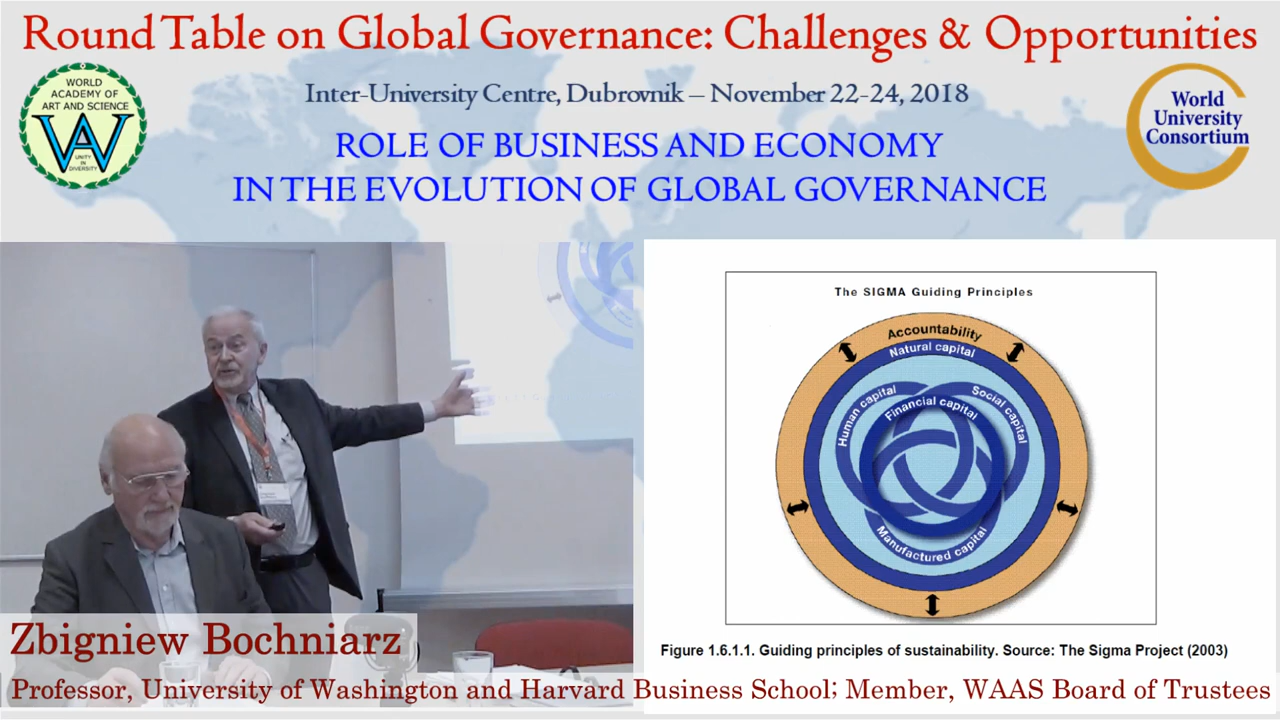 Round Table on Global Governance: Challenges & Opportunities
WORLD
ACADEMY OF
ART AND SCIENCE
WA
UNITY
IN
DIVERSITY
Inter-University Centre, Dubrovnik – November 22-24, 2018
World
University
Consortium
ROLE OF BUSINESS AND ECONOMY
IN THE EVOLUTION OF GLOBAL GOVERNANCE
The SIGMA Guiding Principles
Accountability
Natural capital
Human capital
Social capital
Financial capital
Manufactured capital
Figure 1.6.1.1. Guiding principles of sustainability. Source: The Sigma Project (2003)
Zbigniew Bochniarz
Professor, University of Washington and Harvard Business School; Member, WAAS Board of Trustees